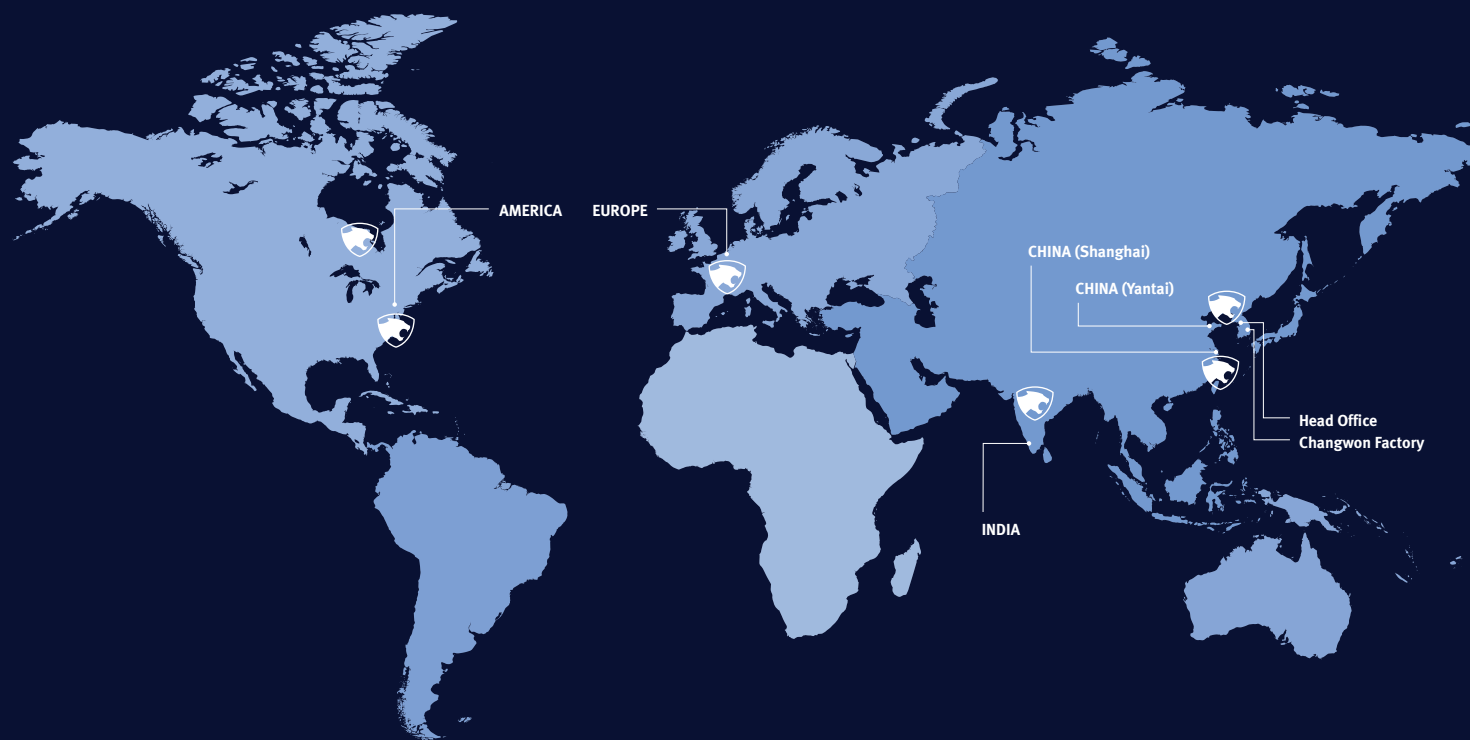 AMERICA
EUROPE
CHINA (Shanghai)
CHINA (Yantai)
Head Office
Changwon Factory
INDIA